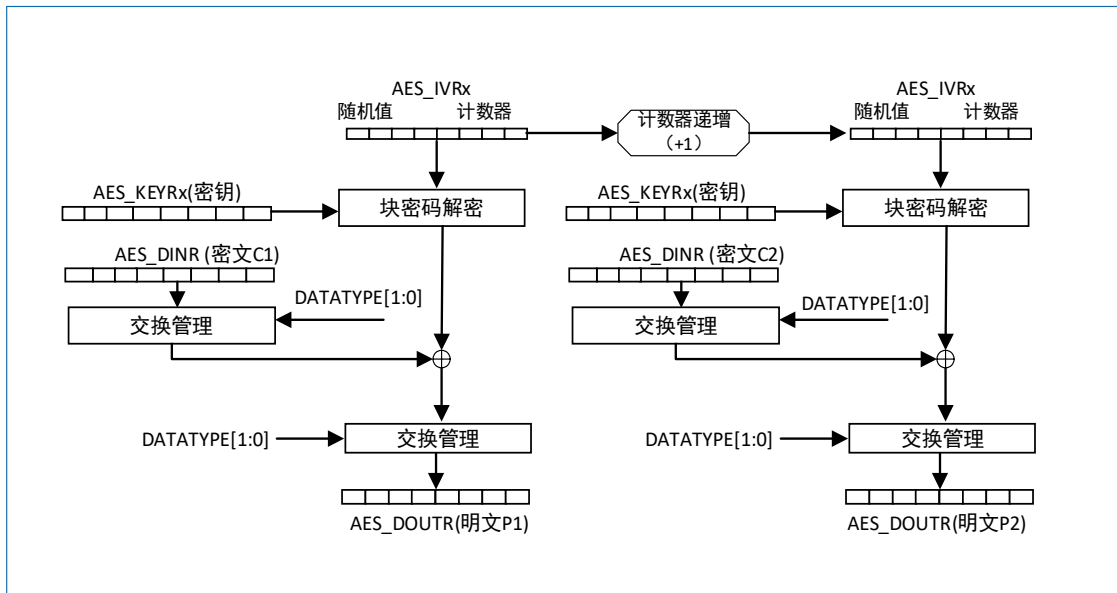 AES_IVRx
随机值 计数器
计数器递增
(+1)
AES_IVRx
随机值 计数器
AES_KEYRx(密钥)
块密码解密
AES_KEYRx(密钥)
块密码解密
AES_DINR (密文C1)
DATATYPE[1:0]
交换管理
AES_DINR (密文C2)
DATATYPE[1:0]
交换管理
DATATYPE[1:0]
交换管理
DATATYPE[1:0]
交换管理
AES_DOUTR(明文P1)
AES_DOUTR(明文P2)